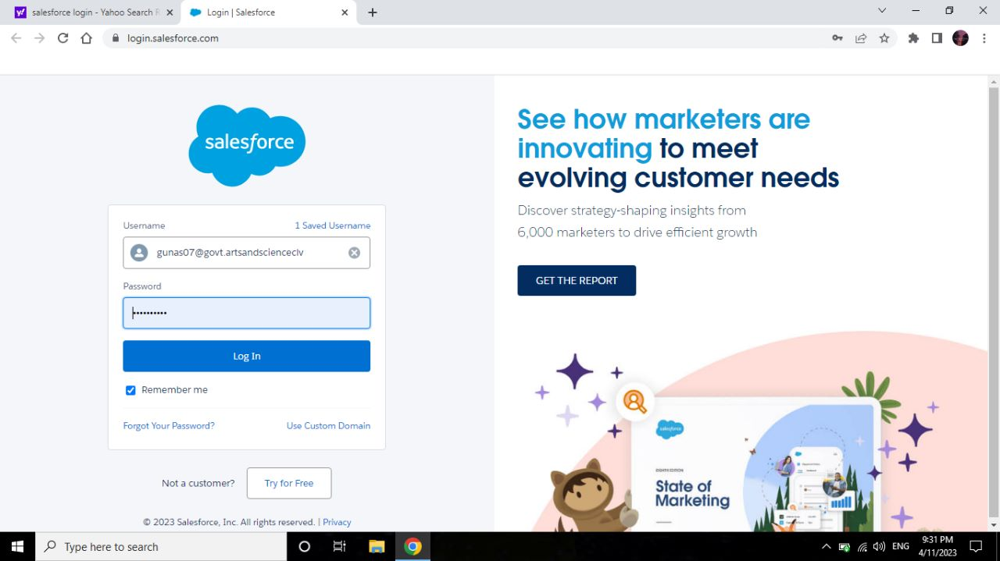 salesforce login - Yahoo Search R
Login | Salesforce
login.salesforce.com
salesforce
Username
1 Saved Username
gunas07@govt.artsandscienceclv
Password
••••••••••
Log In
Remember me
Forgot Your Password?
Use Custom Domain
Not a customer?
Try for Free
© 2023 Salesforce, Inc. All rights reserved. | Privacy
See how marketers are
innovating to meet
evolving customer needs
Discover strategy-shaping insights from
6,000 marketers to drive efficient growth
GET THE REPORT
salesforce
EIGHTH EDITION
State of
Marketing
Type here to search
ENG
9:31 PM
4/11/2023